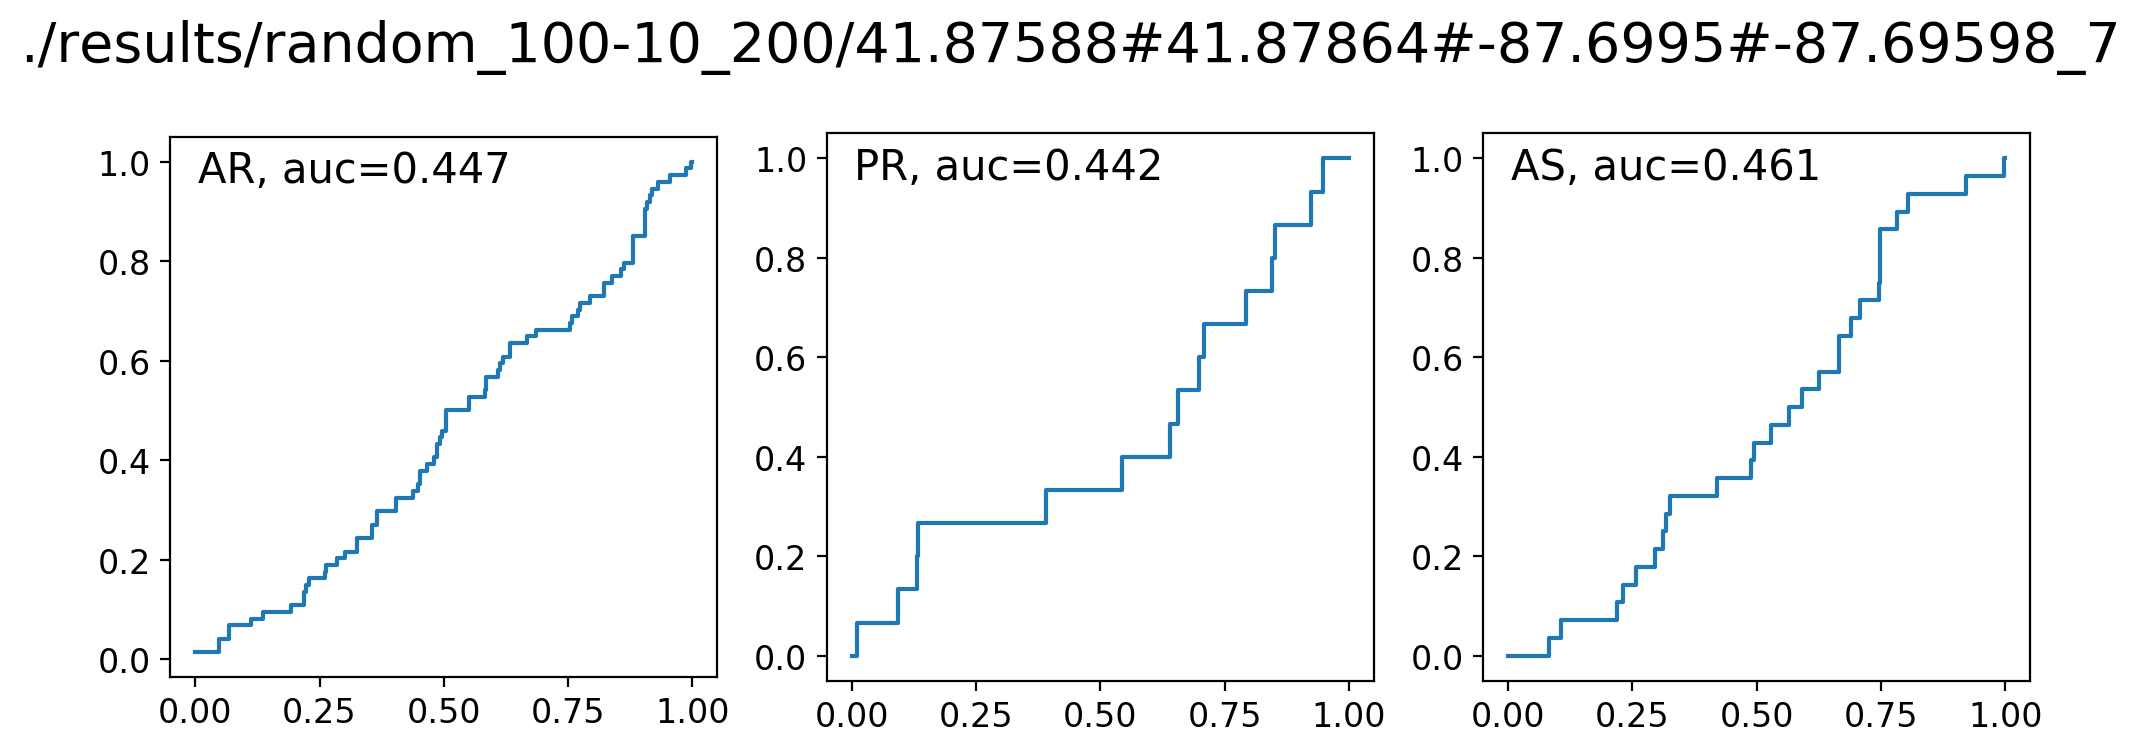 ./results/random_100-10_200/41.87588#41.87864#-87.6995#-87.69598_7
AR, auc=0.447
1.0
0.8
0.6
0.4
0.2
0.0
0.00 0.25 0.50 0.75 1.00
PR, auc=0.442
1.0
0.8
0.6
0.4
0.2
0.0
0.00 0.25 0.50 0.75 1.00
AS, auc=0.461
1.0
0.8
0.6
0.4
0.2
0.0
0.00 0.25 0.50 0.75 1.00